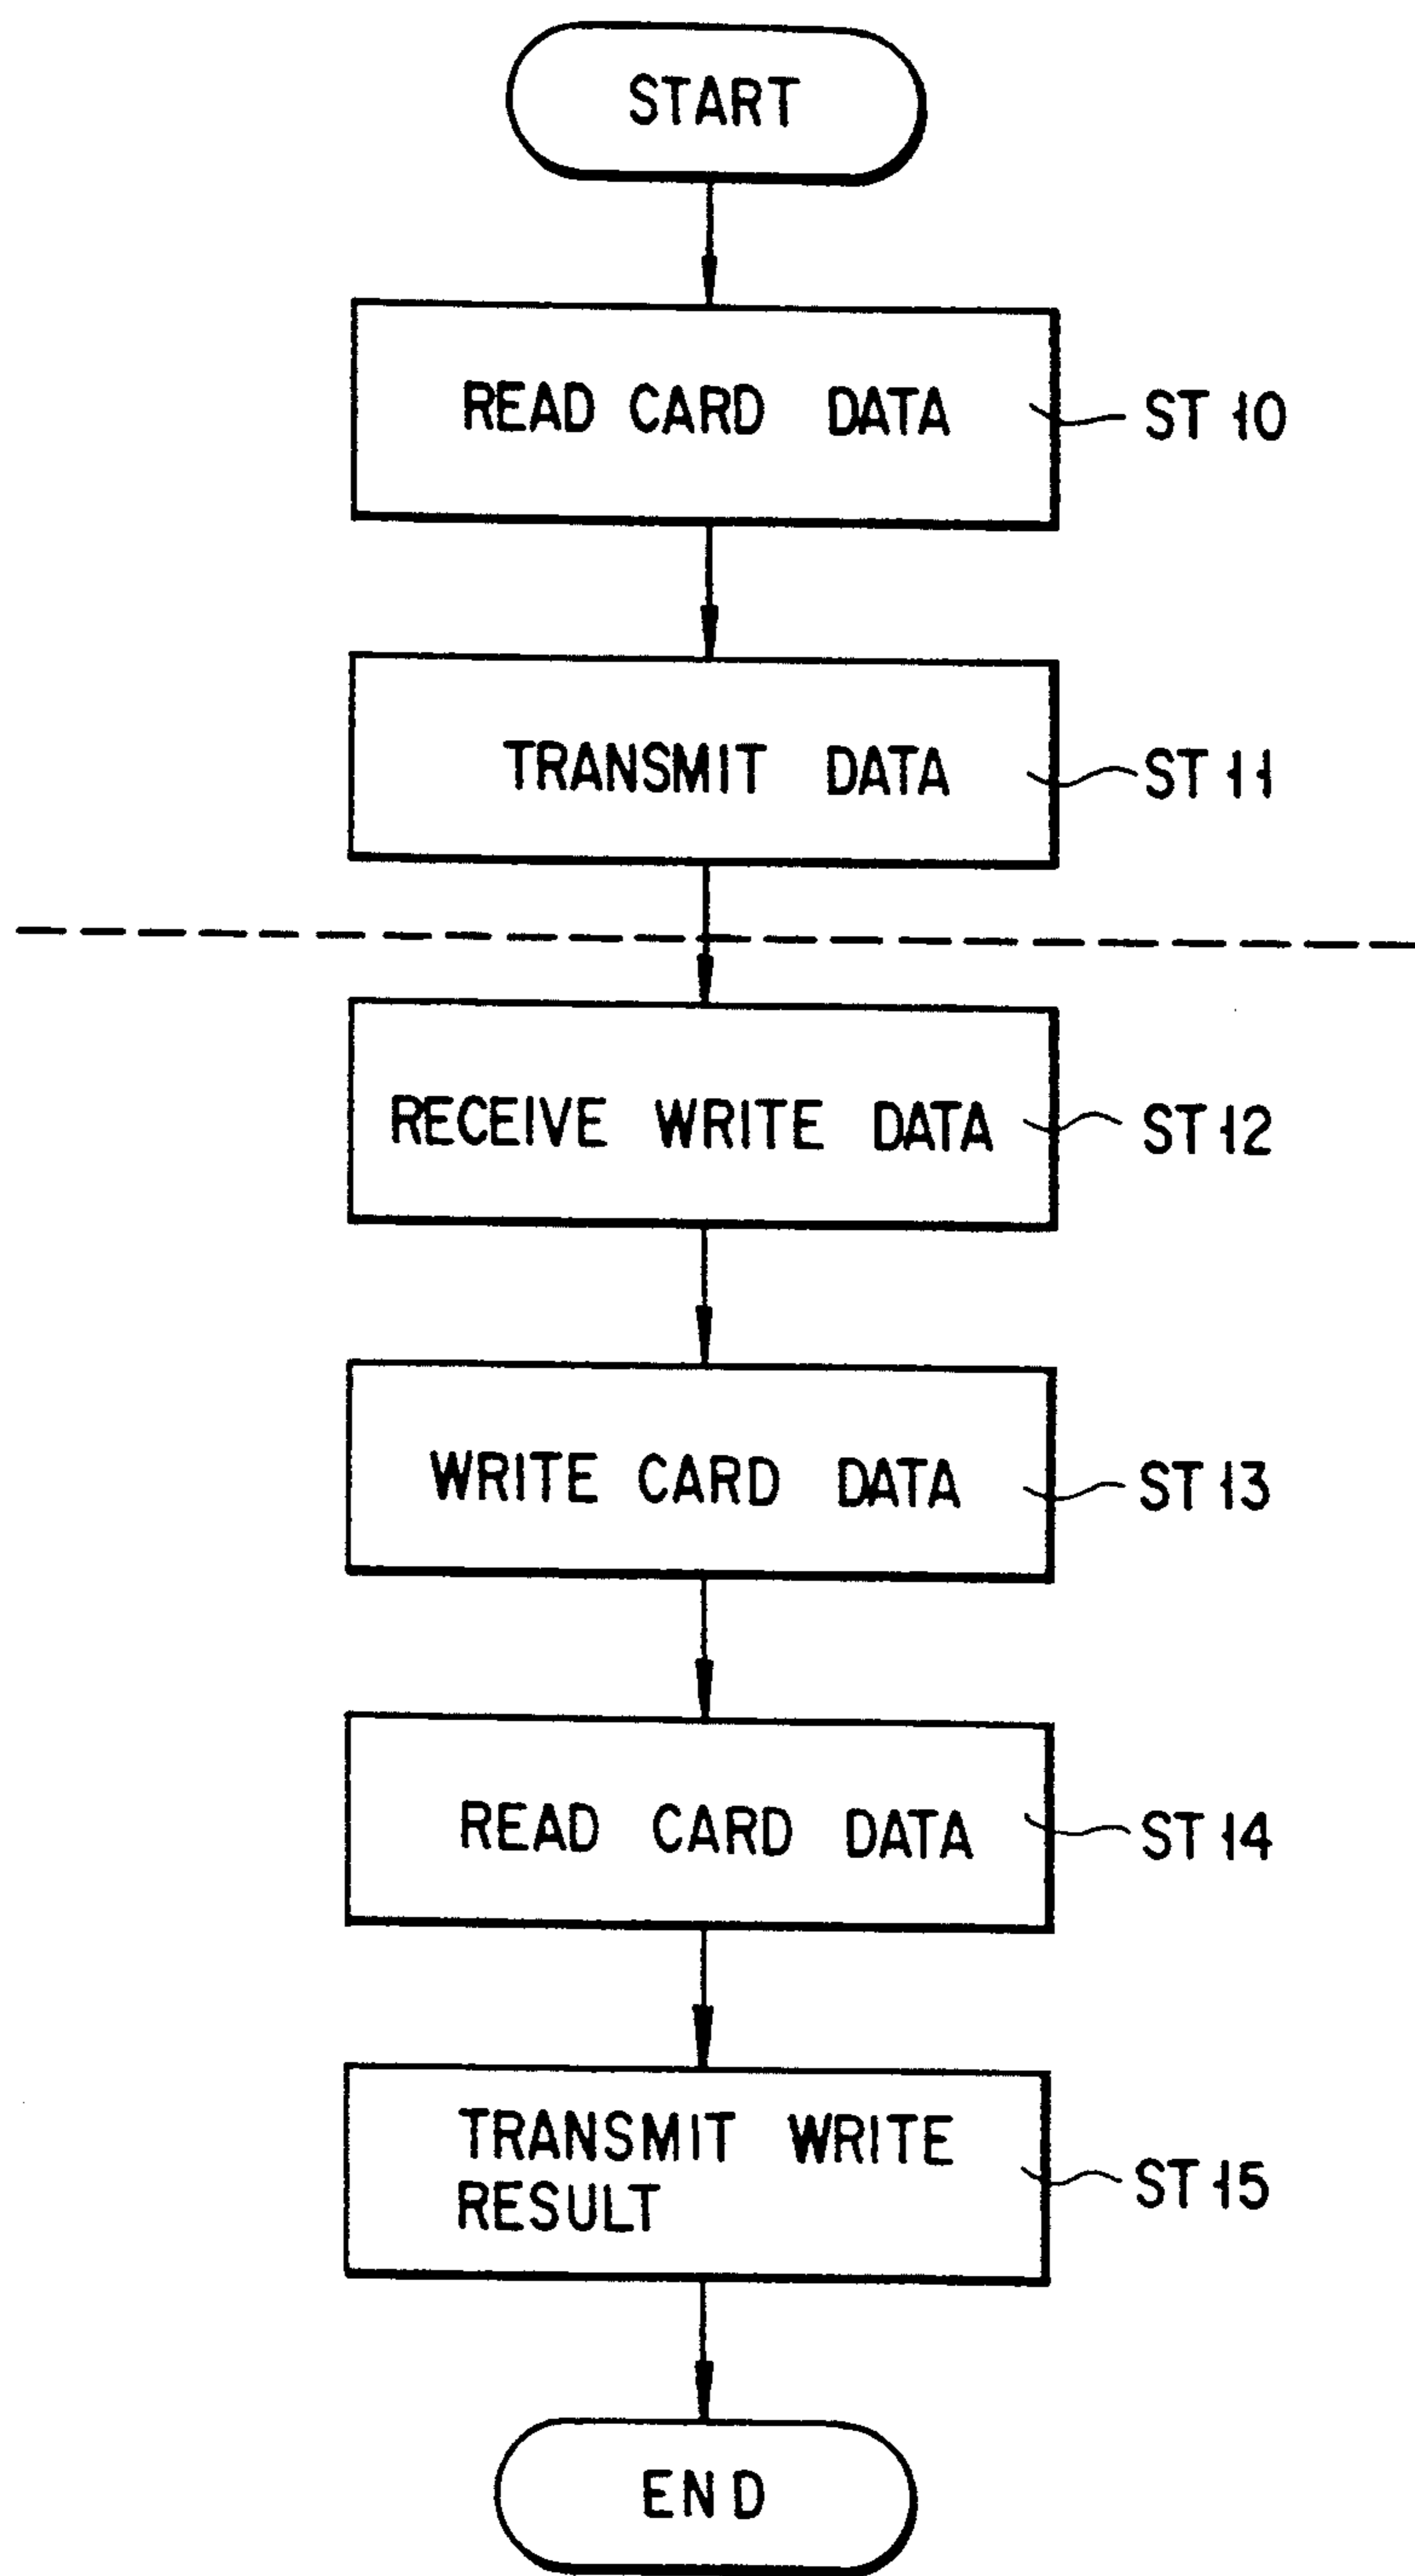 START
READ CARD DATA
ST 10
TRANSMIT DATA
ST 11
RECEIVE WRITE DATA
ST 12
WRITE CARD DATA
ST 13
READ CARD DATA
ST 14
TRANSMIT WRITE
RESULT
ST 15
END